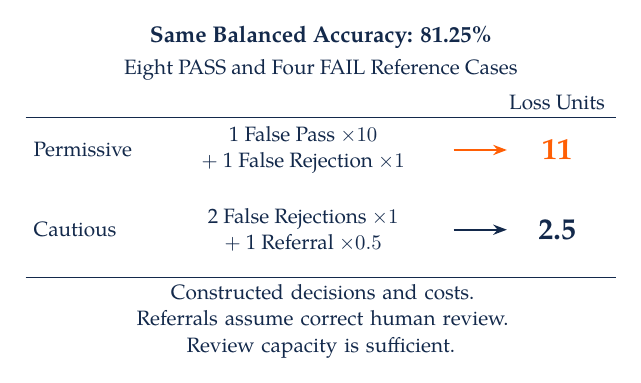 Same Balanced Accuracy: 81.25%
Eight PASS and Four FAIL Reference Cases
Loss Units
Permissive
1 False Pass ×10
+ 1 False Rejection ×1
11
Cautious
2 False Rejections ×1
+ 1 Referral ×0.5
2.5
Constructed decisions and costs.
Referrals assume correct human review.
Review capacity is sufficient.